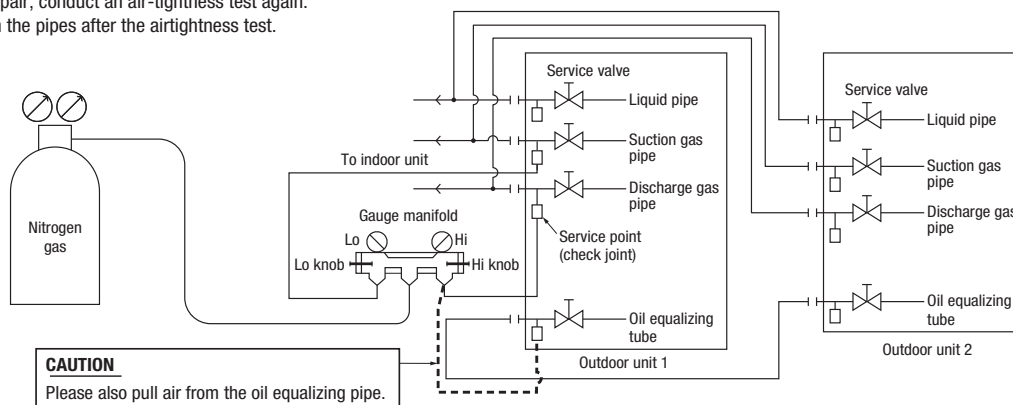 pair, conduct an air-tightness test again.
the pipes after the airtightness test.
Service valve
Liquid pipe
Suction gas
pipe
To indoor unit
Discharge gas
pipe
Gauge manifold
Lo
Hi
Lo knob
Hi knob
Service point
(check joint)
Nitrogen
gas
Oil equalizing
tube
Outdoor unit 1
CAUTION
Please also pull air from the oil equalizing pipe.
Service valve
Liquid pipe
Suction gas
pipe
Discharge gas
pipe
Oil equalizing
tube
Outdoor unit 2